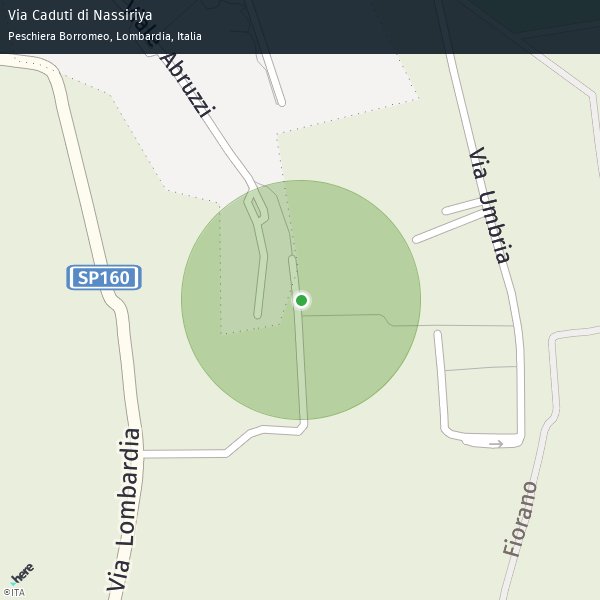 Via Caduti di Nassiriya
Peschiera Borromeo, Lombardia, Italia
Abruzzi
Via Umbria
SP160
Via Lombardia
Fiorano
here
©ITA